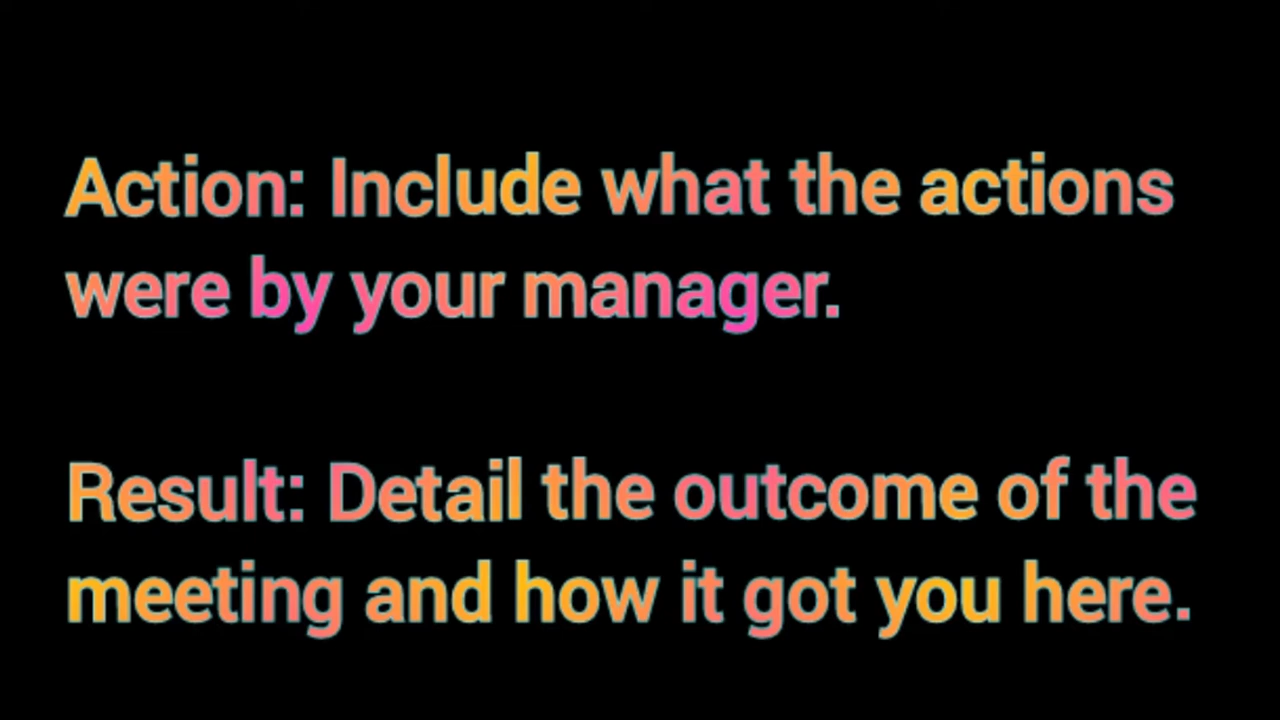 Action: Include what the actions
were by your manager.
Result: Detail the outcome of the
meeting and how it got you here.